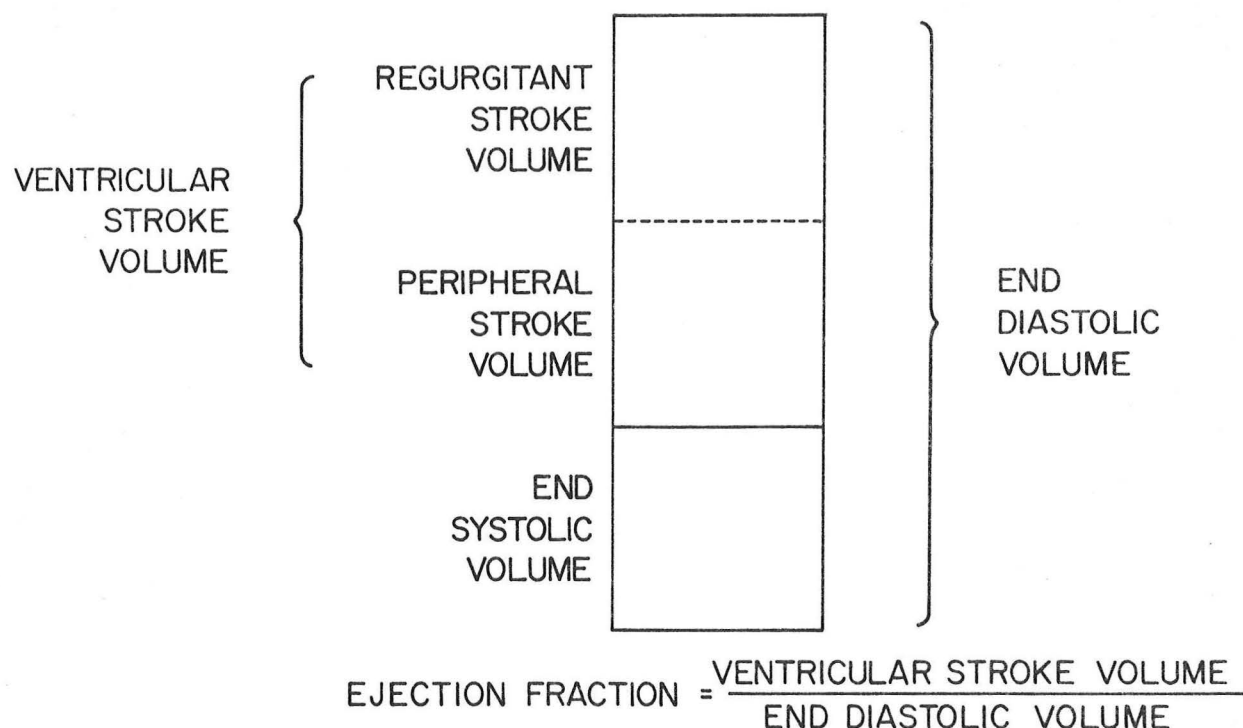 REGURGITANT
STROKE
VOLUME
VENTRICULAR
STROKE
VOLUME
PERIPHERAL
STROKE
VOLUME
END
DIASTOLIC
VOLUME
END
SYSTOLIC
VOLUME
EJECTION FRACTION = VENTRICULAR STROKE VOLUME
END DIASTOLIC VOLUME